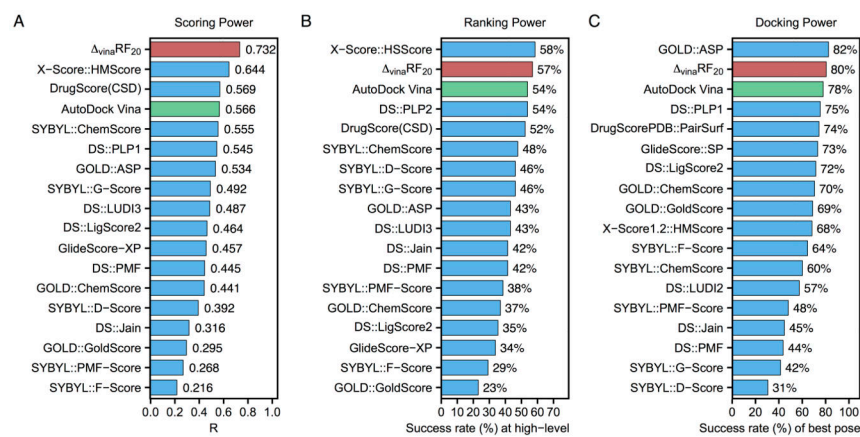 A Scoring Power
Δ_vina RF_20 0.732
X-Score::HMScore 0.644
DrugScore(CSD) 0.569
AutoDock Vina 0.566
SYBYL::ChemScore 0.555
DS::PLP1 0.545
GOLD::ASP 0.534
SYBYL::G-Score 0.492
DS::LUDI3 0.487
DS::LigScore2 0.464
GlideScore-XP 0.457
DS::PMF 0.445
GOLD::ChemScore 0.441
SYBYL::D-Score 0.392
DS::Jain 0.316
GOLD::GoldScore 0.295
SYBYL::PMF-Score 0.268
SYBYL::F-Score 0.216
0.0 0.2 0.4 0.6 0.8 1.0
R
B Ranking Power
X-Score::HSScore 58%
Δ_vina RF_20 57%
AutoDock Vina 54%
DS::PLP2 54%
DrugScore(CSD) 52%
SYBYL::ChemScore 48%
SYBYL::D-Score 46%
SYBYL::G-Score 46%
GOLD::ASP 43%
DS::LUDI3 43%
DS::Jain 42%
DS::PMF 42%
SYBYL::PMF-Score 38%
GOLD::ChemScore 37%
DS::LigScore2 35%
GlideScore-XP 34%
SYBYL::F-Score 29%
GOLD::GoldScore 23%
0 10 20 30 40 50 60 70
Success rate (%) at high-level
C Docking Power
GOLD::ASP 82%
Δ_vina RF_20 80%
AutoDock Vina 78%
DS::PLP1 75%
DrugScorePDB::PairSurf 74%
GlideScore::SP 73%
DS::LigScore2 72%
GOLD::ChemScore 70%
GOLD::GoldScore 69%
X-Score1.2::HMScore 68%
SYBYL::F-Score 64%
SYBYL::ChemScore 60%
DS::LUDI2 57%
SYBYL::PMF-Score 48%
DS::Jain 45%
DS::PMF 44%
SYBYL::G-Score 42%
SYBYL::D-Score 31%
0 20 40 60 80 100
Success rate (%) of best pose